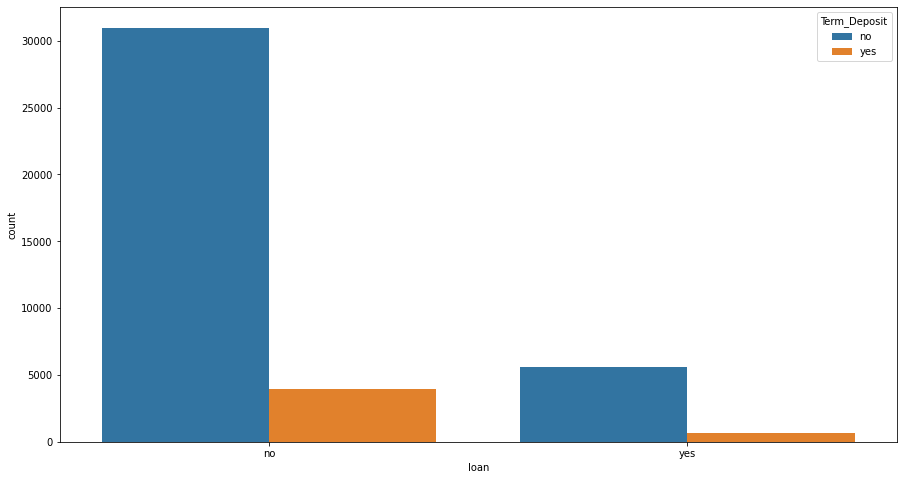 Term_Deposit
no
yes
30000
25000
20000
15000
10000
5000
0
count
no
yes
loan